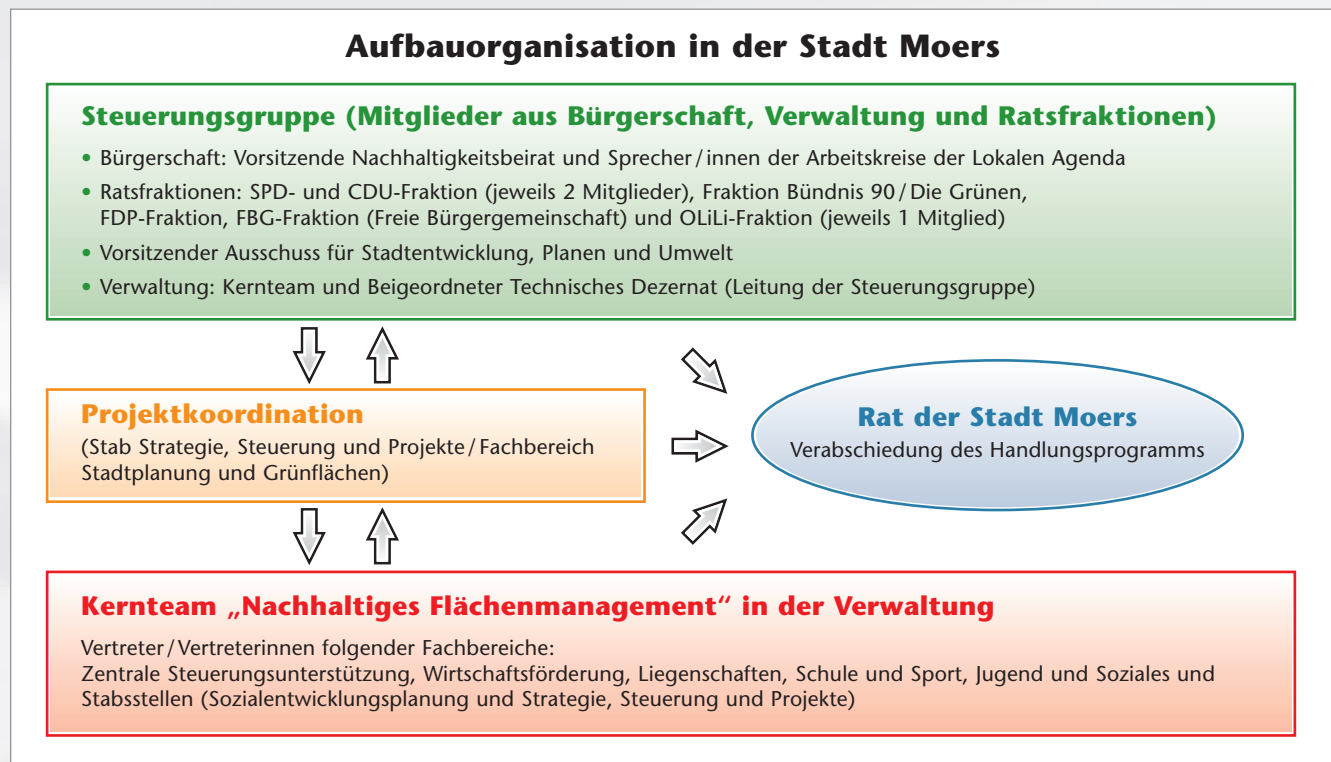 Aufbauorganisation in der Stadt Moers
Steuerungsgruppe (Mitglieder aus Bürgerschaft, Verwaltung und Ratsfraktionen)
• Bürgerschaft: Vorsitzende Nachhaltigkeitsbeirat und Sprecher/innen der Arbeitskreise der Lokalen Agenda
• Ratsfraktionen: SPD- und CDU-Fraktion (jeweils 2 Mitglieder), Fraktion Bündnis 90/Die Grünen,
FDP-Fraktion, FBG-Fraktion (Freie Bürgergemeinschaft) und OLiLi-Fraktion (jeweils 1 Mitglied)
• Vorsitzender Ausschuss für Stadtentwicklung, Planen und Umwelt
• Verwaltung: Kernteam und Beigeordneter Technisches Dezernat (Leitung der Steuerungsgruppe)
Projektkoordination
(Stab Strategie, Steuerung und Projekte/Fachbereich
Stadtplanung und Grünflächen)
Rat der Stadt Moers
Verabschiedung des Handlungsprogramms
Kernteam „Nachhaltiges Flächenmanagement“ in der Verwaltung
Vertreter/Vertreterinnen folgender Fachbereiche:
Zentrale Steuerungsunterstützung, Wirtschaftsförderung, Liegenschaften, Schule und Sport, Jugend und Soziales und
Stabsstellen (Sozialentwicklungsplanung und Strategie, Steuerung und Projekte)